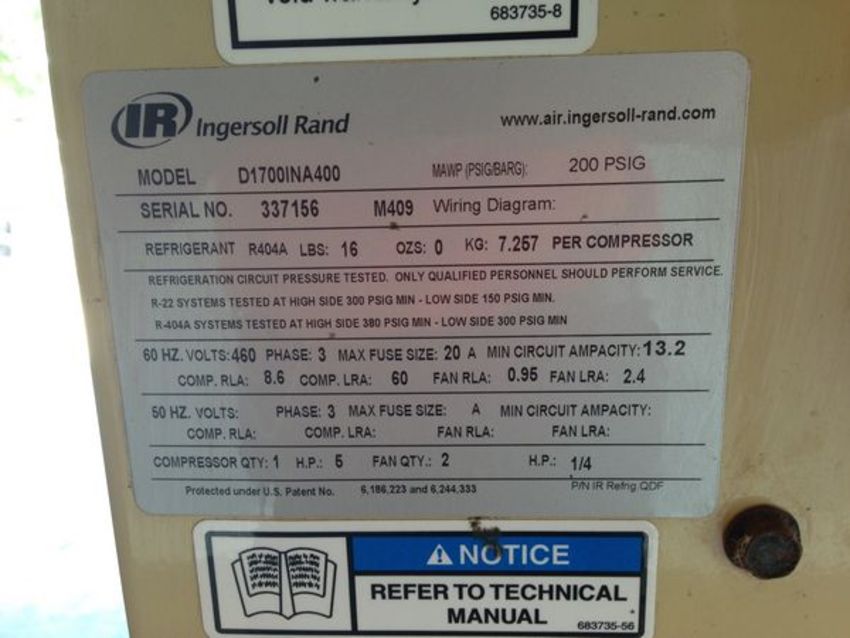 683735-8
IR Ingersoll Rand www.air.ingersoll-rand.com
MODEL D1700INA400 MAWP (PSIG/BARG): 200 PSIG
SERIAL NO. 337156 M409 Wiring Diagram:
REFRIGERANT R404A LBS: 16 OZS: 0 KG: 7.257 PER COMPRESSOR
REFRIGERATION CIRCUIT PRESSURE TESTED. ONLY QUALIFIED PERSONNEL SHOULD PERFORM SERVICE.
R-22 SYSTEMS TESTED AT HIGH SIDE 300 PSIG MIN - LOW SIDE 150 PSIG MIN.
R-404A SYSTEMS TESTED AT HIGH SIDE 380 PSIG MIN - LOW SIDE 300 PSIG MIN
60 HZ. VOLTS: 460 PHASE: 3 MAX FUSE SIZE: 20 A MIN CIRCUIT AMPACITY: 13.2
COMP. RLA: 8.6 COMP. LRA: 60 FAN RLA: 0.95 FAN LRA: 2.4
50 HZ. VOLTS: PHASE: 3 MAX FUSE SIZE: A MIN CIRCUIT AMPACITY:
COMP. RLA: COMP. LRA: FAN RLA: FAN LRA:
COMPRESSOR QTY: 1 H.P.: 5 FAN QTY.: 2 H.P.: 1/4
Protected under U.S. Patent No. 6,186,223 and 6,244,333 P/N IR Refng.QDF
NOTICE
REFER TO TECHNICAL
MANUAL 683735-56